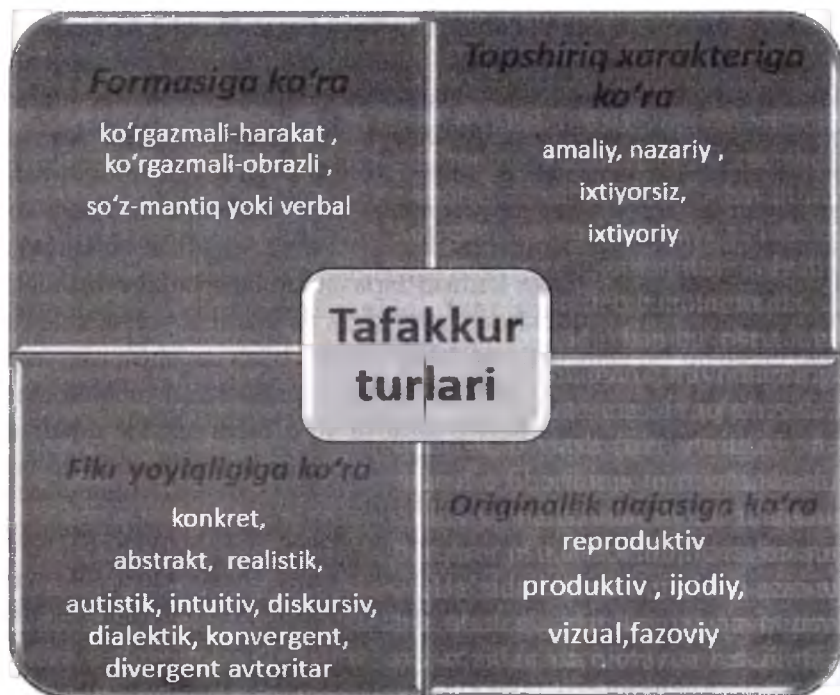 Formasiga ko‘ra
ko‘rgazmali-harakat ,
ko‘rgazmali-obrazli ,
so‘z-mantiq yoki verbal
Topshiriq xarakteriga
ko‘ra
amaliy, nazariy ,
ixtiyorsiz,
ixtiyoriy
Tafakkur
turlari
Fikr yoyiqligiga ko‘ra
konkret,
abstrakt, realistik,
autistik, intuitiv, diskursiv,
dialektik, konvergent,
divergent avtoritar
Originallik dajasiga ko‘ra
reproduktiv
produktiv , ijodiy,
vizual,fazoviy